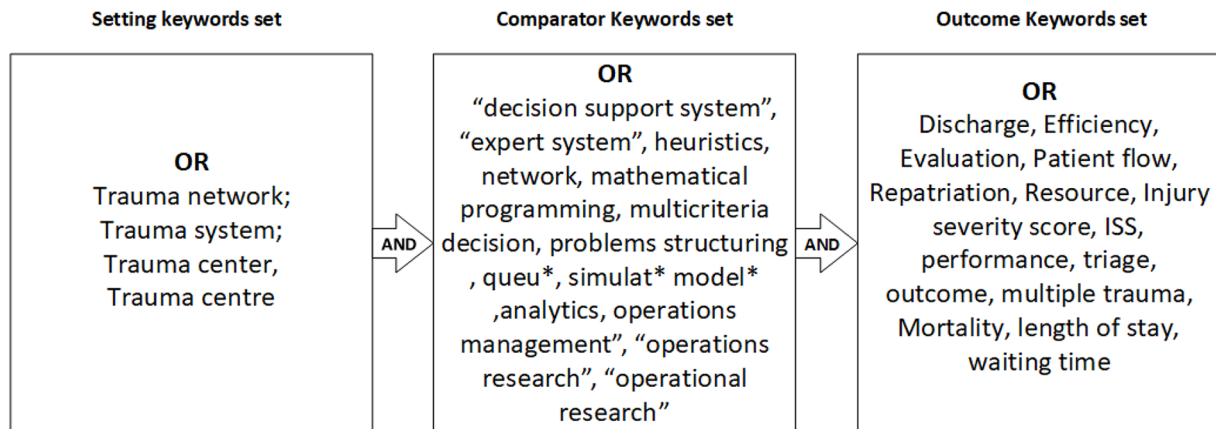 Setting keywords set
OR
Trauma network;
Trauma system;
Trauma center,
Trauma centre
AND
Comparator Keywords set
OR
“decision support system”,
“expert system”, heuristics,
network, mathematical
programming, multicriteria
decision, problems structuring
, queu*, simulat* model*
,analytics, operations
management”, “operations
research”, “operational
research”
AND
Outcome Keywords set
OR
Discharge, Efficiency,
Evaluation, Patient flow,
Repatriation, Resource, Injury
severity score, ISS,
performance, triage,
outcome, multiple trauma,
Mortality, length of stay,
waiting time